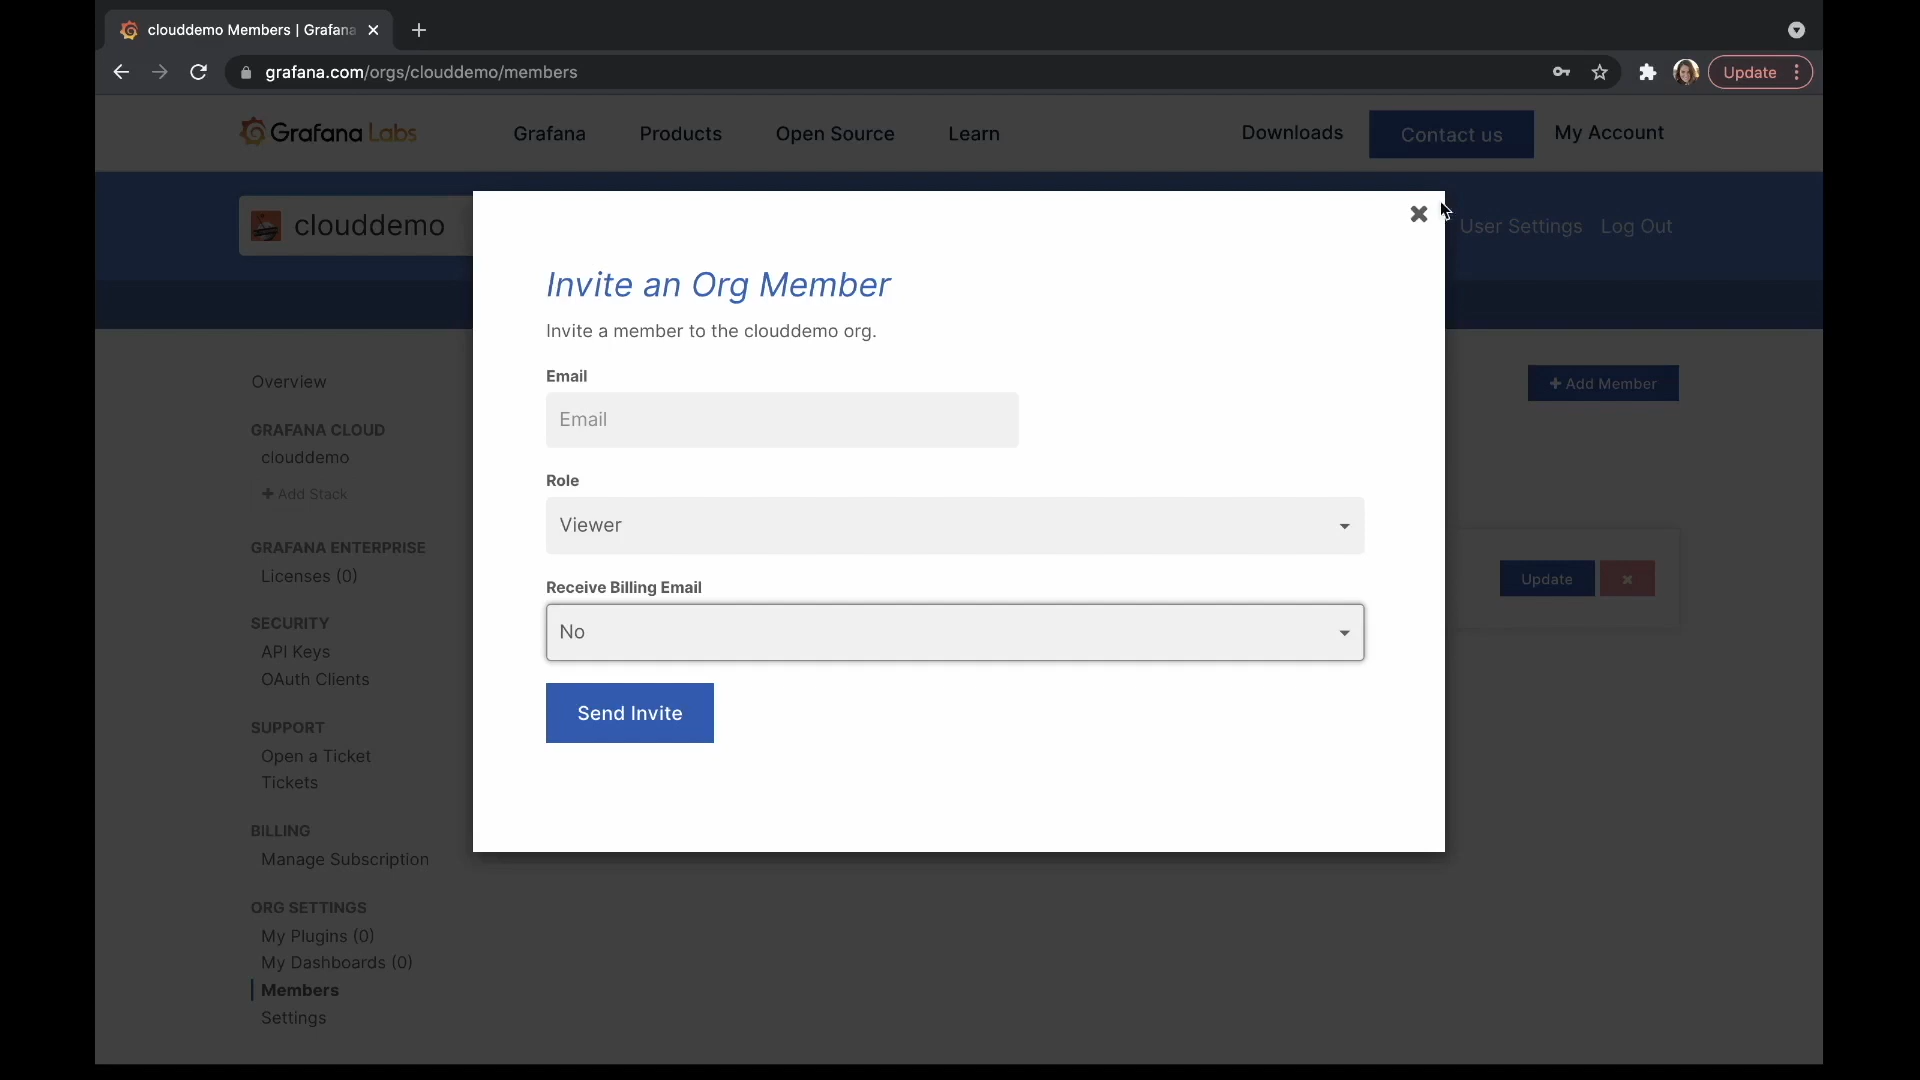 clouddemo Members | Grafana
grafana.com/orgs/clouddemo/members
Update
Grafana Labs
Grafana
Products
Open Source
Learn
Downloads
Contact us
My Account
clouddemo
User Settings
Log Out
Invite an Org Member
Invite a member to the clouddemo org.
Email
Email
Role
Viewer
Receive Billing Email
No
Send Invite
Overview
GRAFANA CLOUD
clouddemo
+ Add Stack
GRAFANA ENTERPRISE
Licenses (0)
SECURITY
API Keys
OAuth Clients
SUPPORT
Open a Ticket
Tickets
BILLING
Manage Subscription
ORG SETTINGS
My Plugins (0)
My Dashboards (0)
Members
Settings
+ Add Member
Update